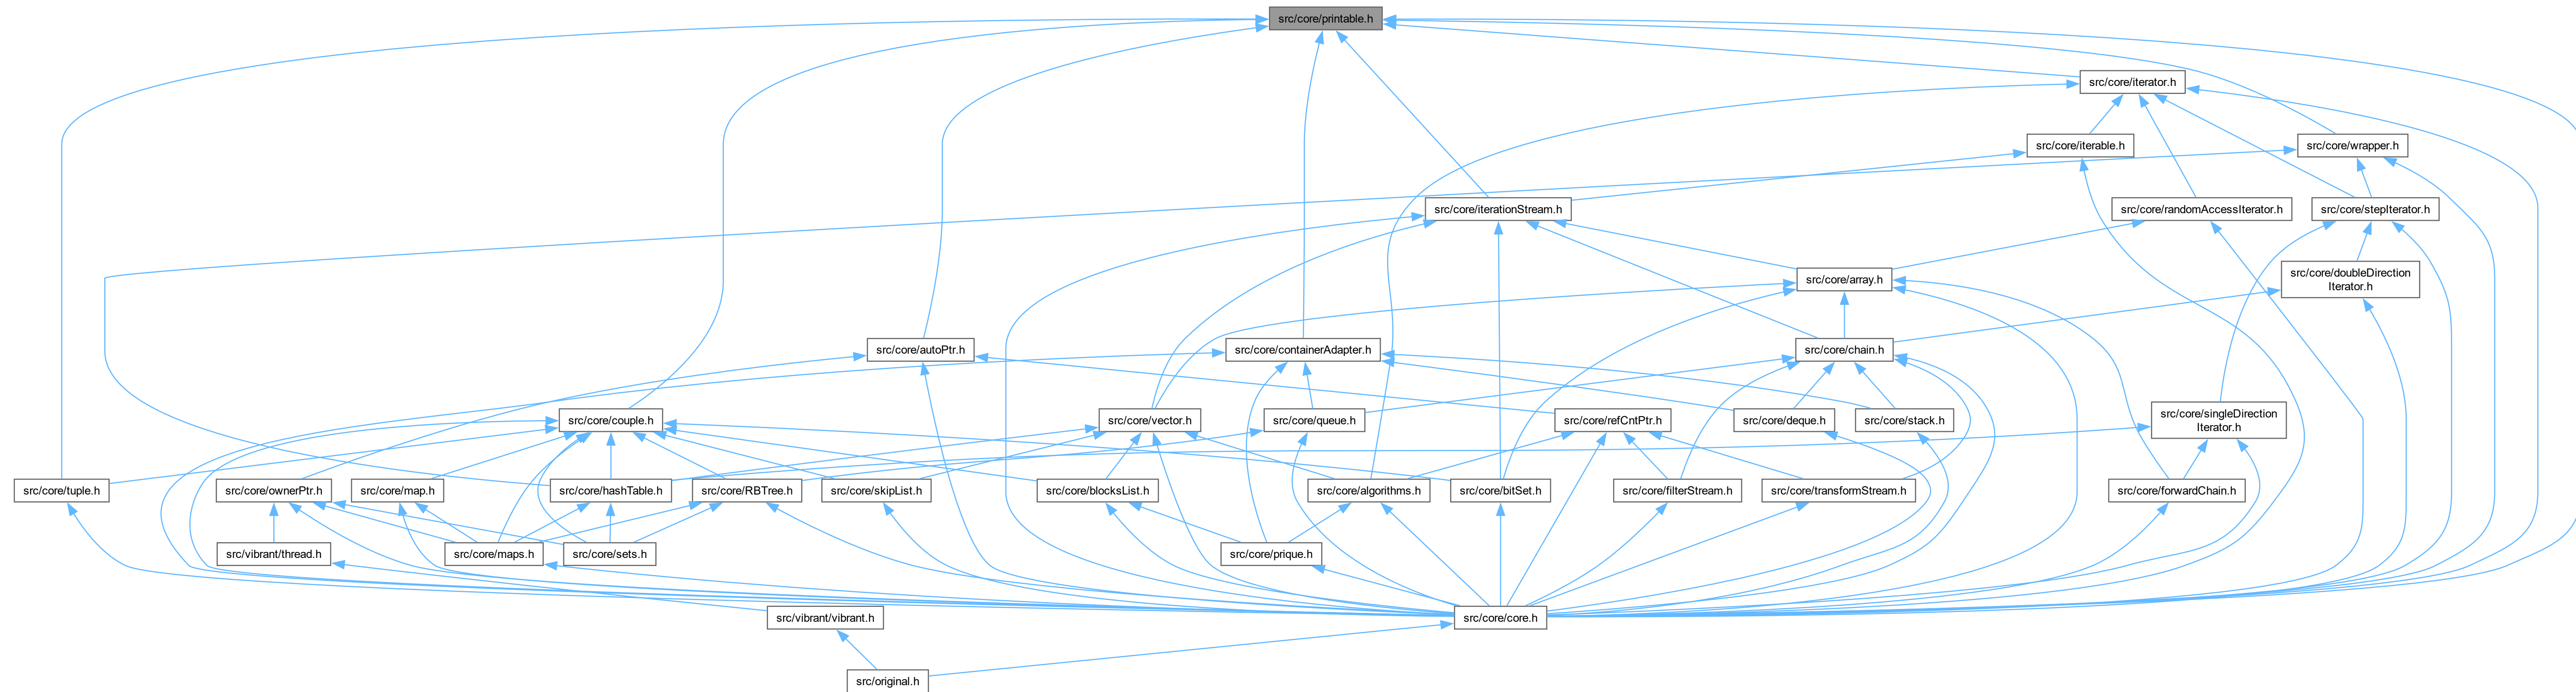 src/core/printable.h
src/core/iterator.h
src/core/iterable.h
src/core/wrapper.h
src/core/iterationStream.h
src/core/randomAccessIterator.h
src/core/stepIterator.h
src/core/array.h
src/core/doubleDirection
Iterator.h
src/core/autoPtr.h
src/core/containerAdapter.h
src/core/chain.h
src/core/couple.h
src/core/vector.h
src/core/queue.h
src/core/refCntPtr.h
src/core/deque.h
src/core/stack.h
src/core/singleDirection
Iterator.h
src/core/tuple.h
src/core/ownerPtr.h
src/core/map.h
src/core/hashTable.h
src/core/RBTree.h
src/core/skipList.h
src/core/blocksList.h
src/core/algorithms.h
src/core/bitSet.h
src/core/filterStream.h
src/core/transformStream.h
src/core/forwardChain.h
src/vibrant/thread.h
src/core/maps.h
src/core/sets.h
src/core/prique.h
src/vibrant/vibrant.h
src/core/core.h
src/original.h